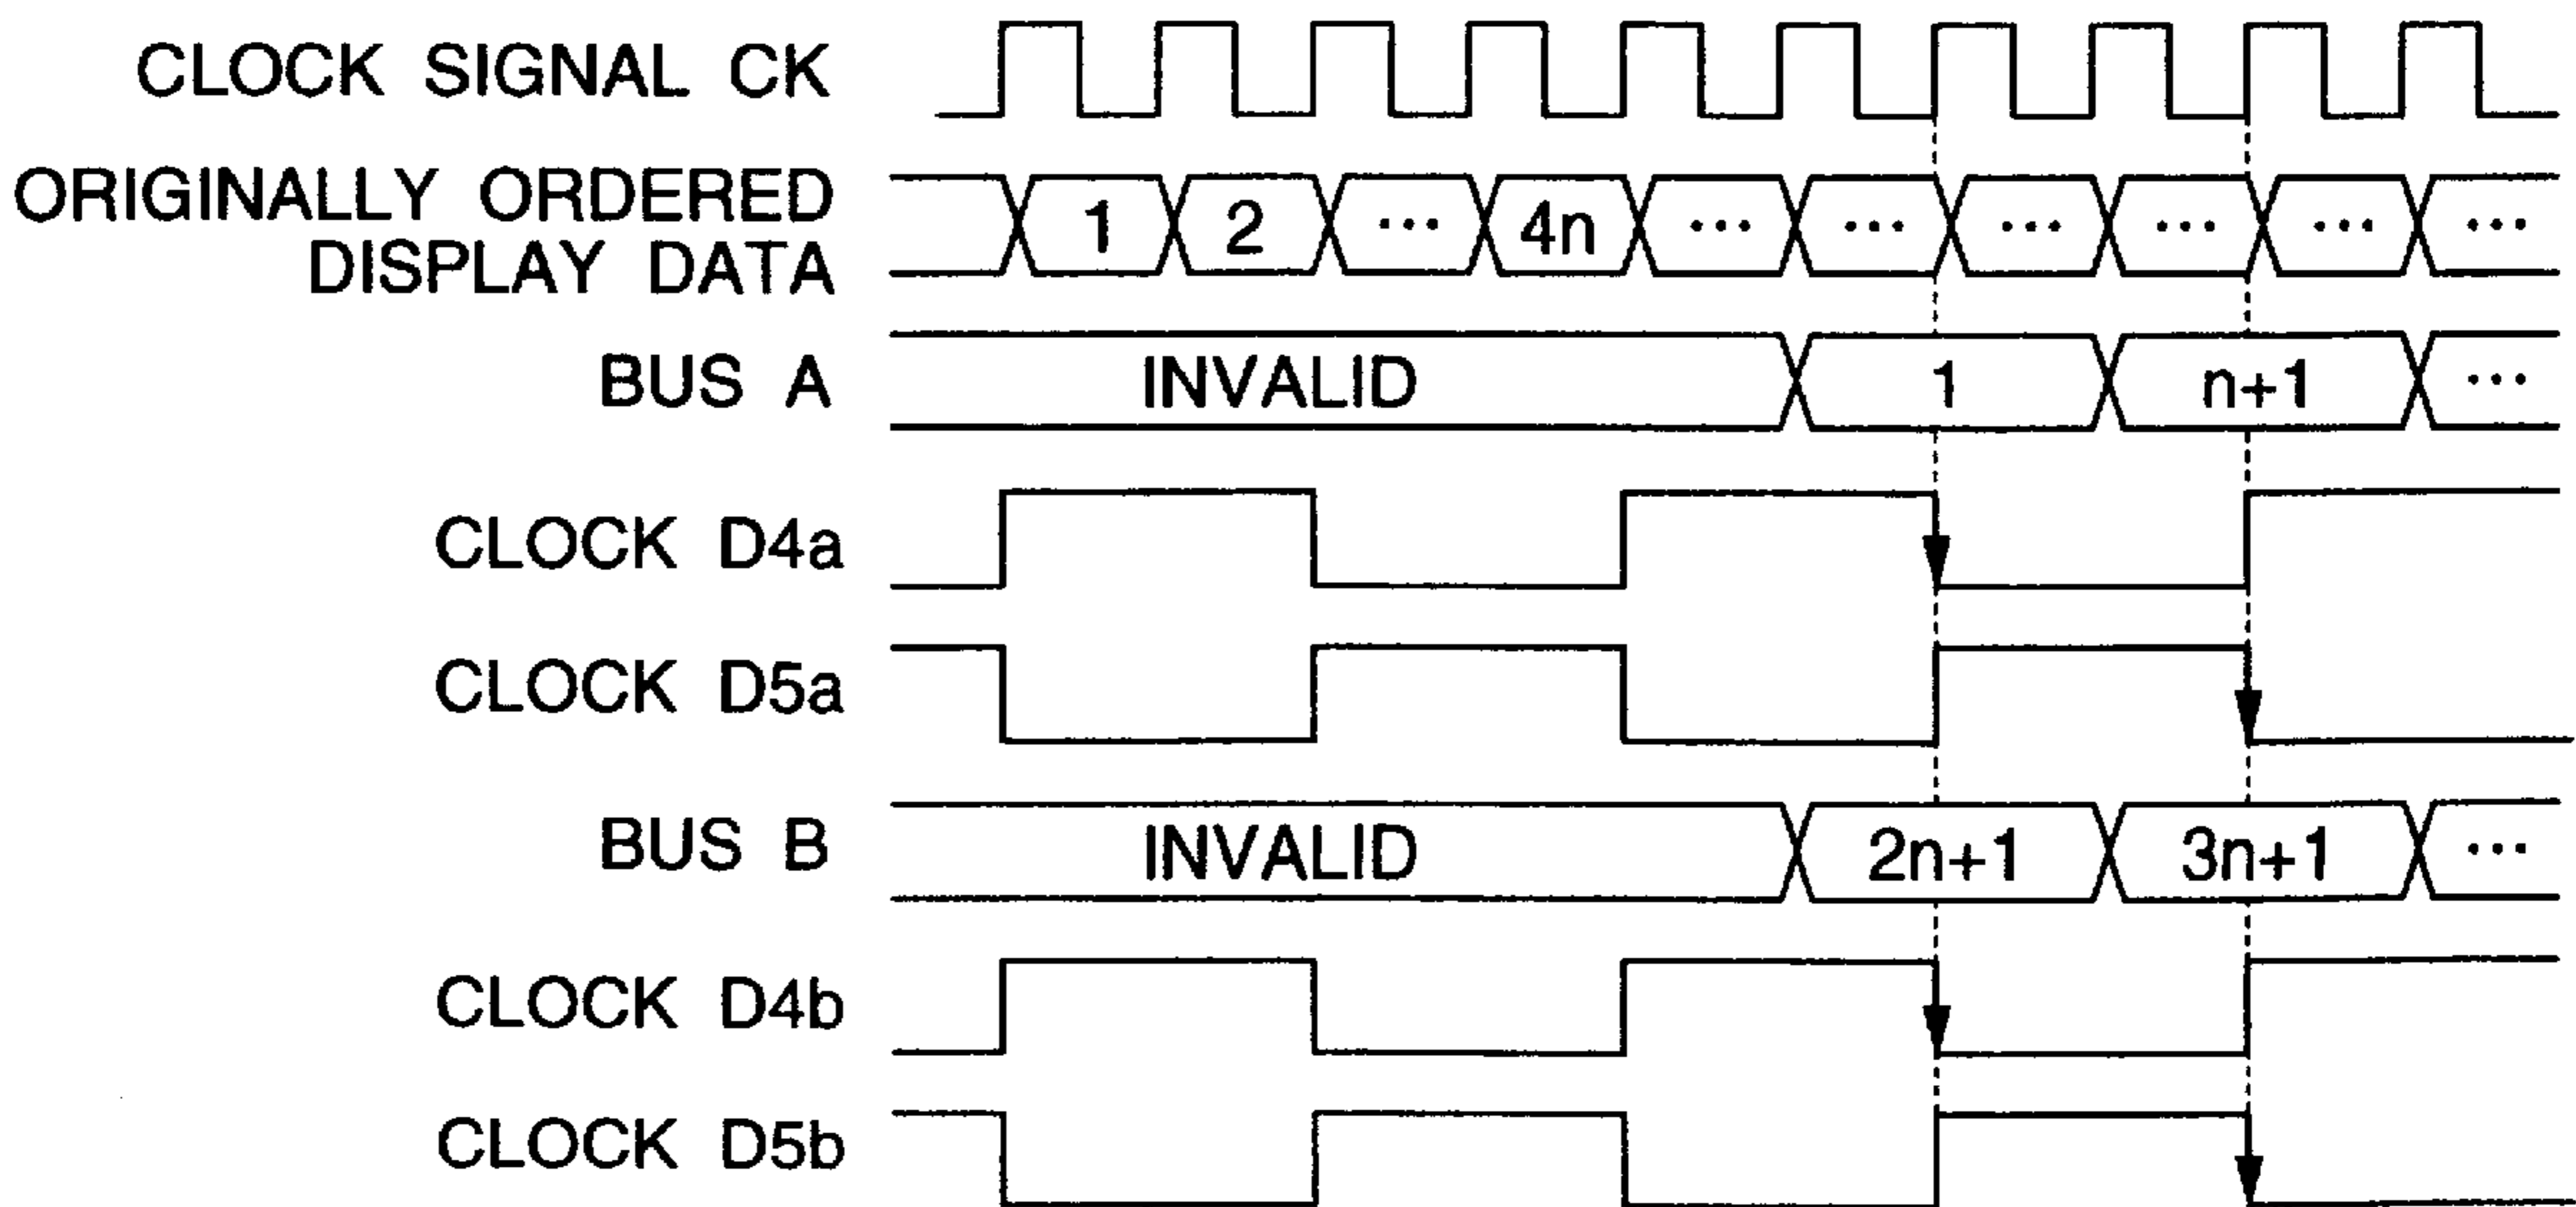 CLOCK SIGNAL CK
ORIGINALLY ORDERED
DISPLAY DATA
1 2 ... 4n ... ... ... ... ... ...
BUS A
INVALID 1 n+1 ...
CLOCK D4a
CLOCK D5a
BUS B
INVALID 2n+1 3n+1 ...
CLOCK D4b
CLOCK D5b